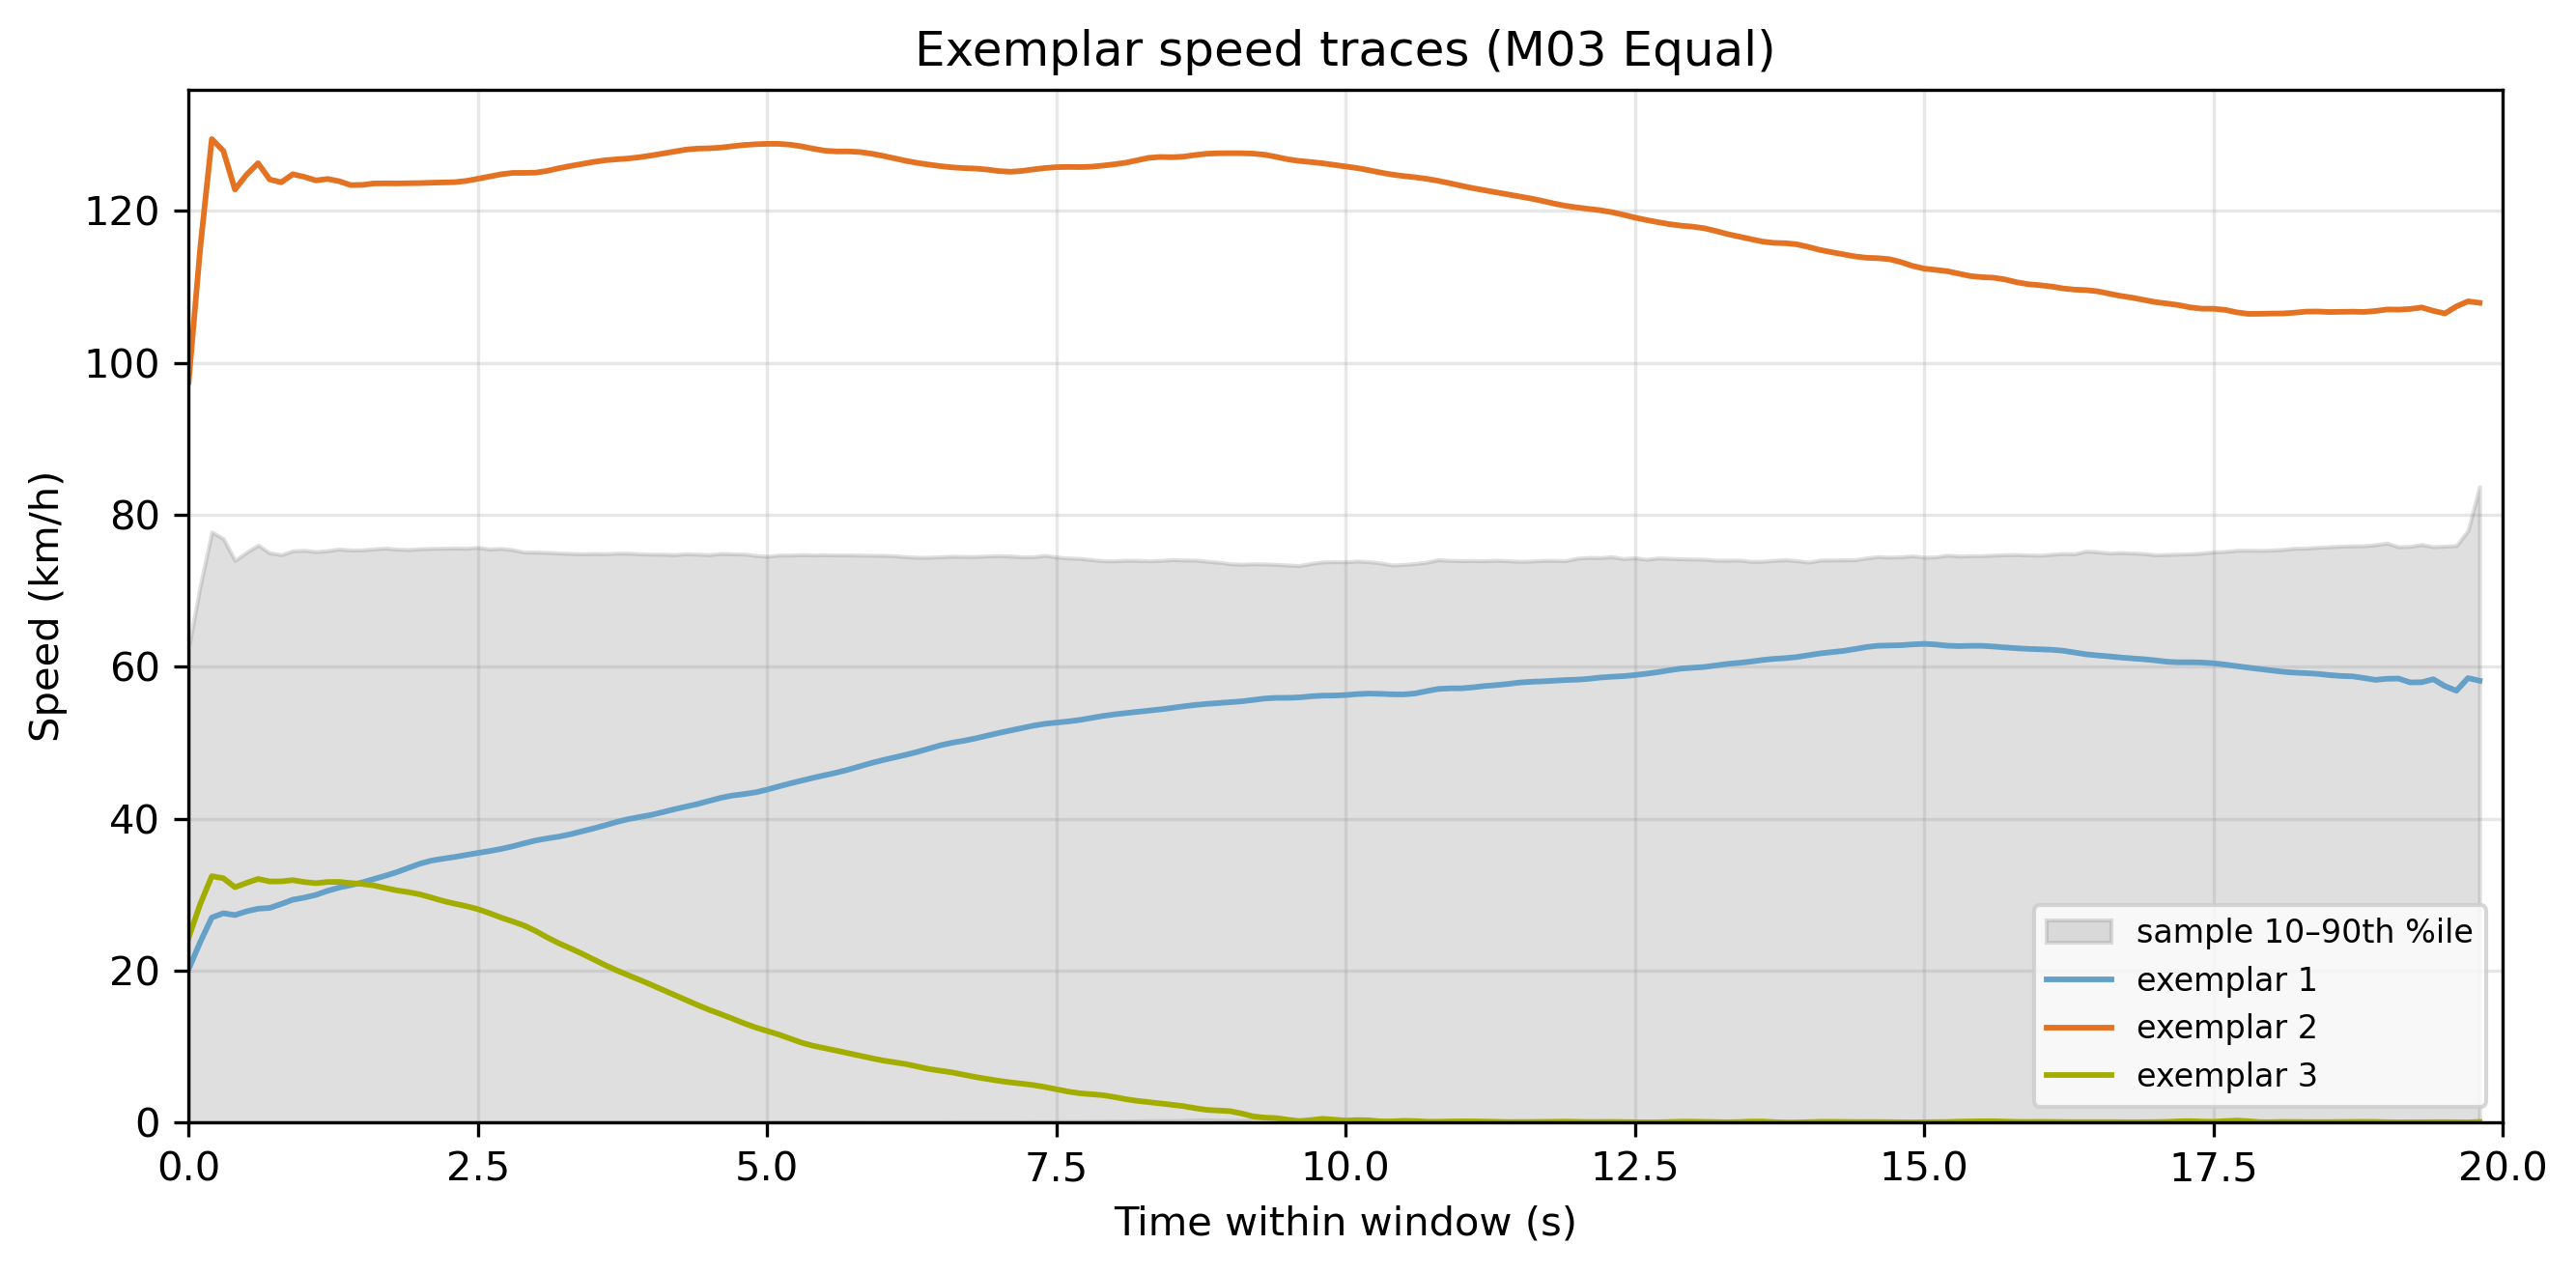 Exemplar speed traces (M03 Equal)
Speed (km/h)
120
100
80
60
40
20
0
sample 10–90th %ile
exemplar 1
exemplar 2
exemplar 3
0.0 2.5 5.0 7.5 10.0 12.5 15.0 17.5 20.0
Time within window (s)